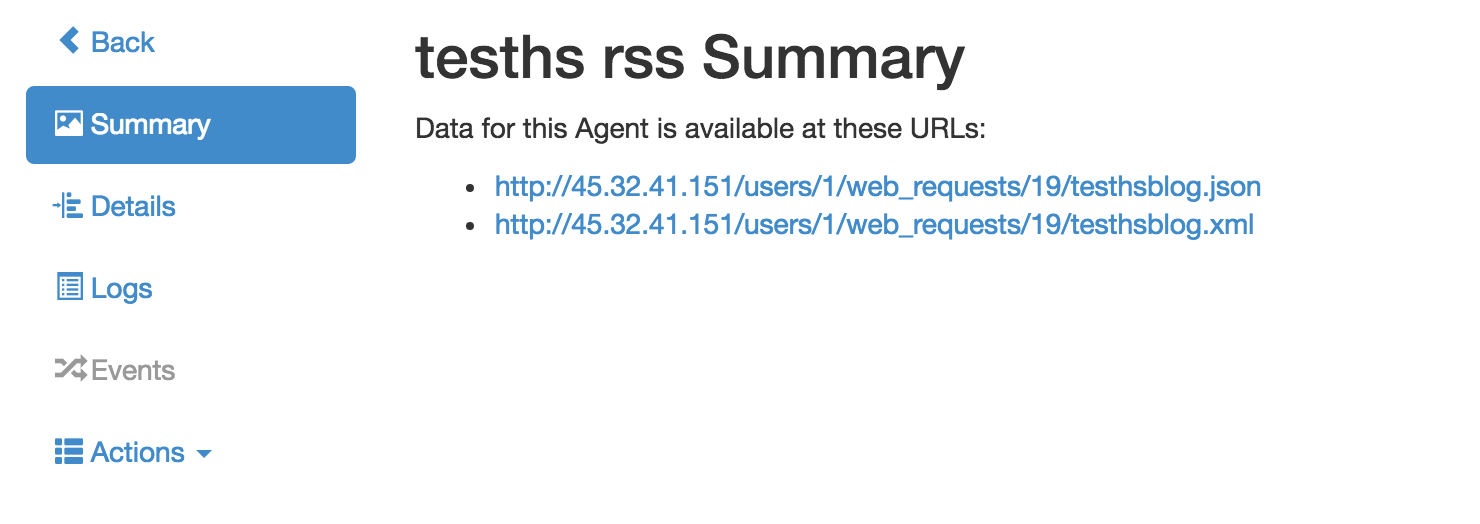 Back
Summary
Details
Logs
Events
Actions
tesths rss Summary
Data for this Agent is available at these URLs:
http://45.32.41.151/users/1/web_requests/19/testhsblog.json
http://45.32.41.151/users/1/web_requests/19/testhsblog.xml